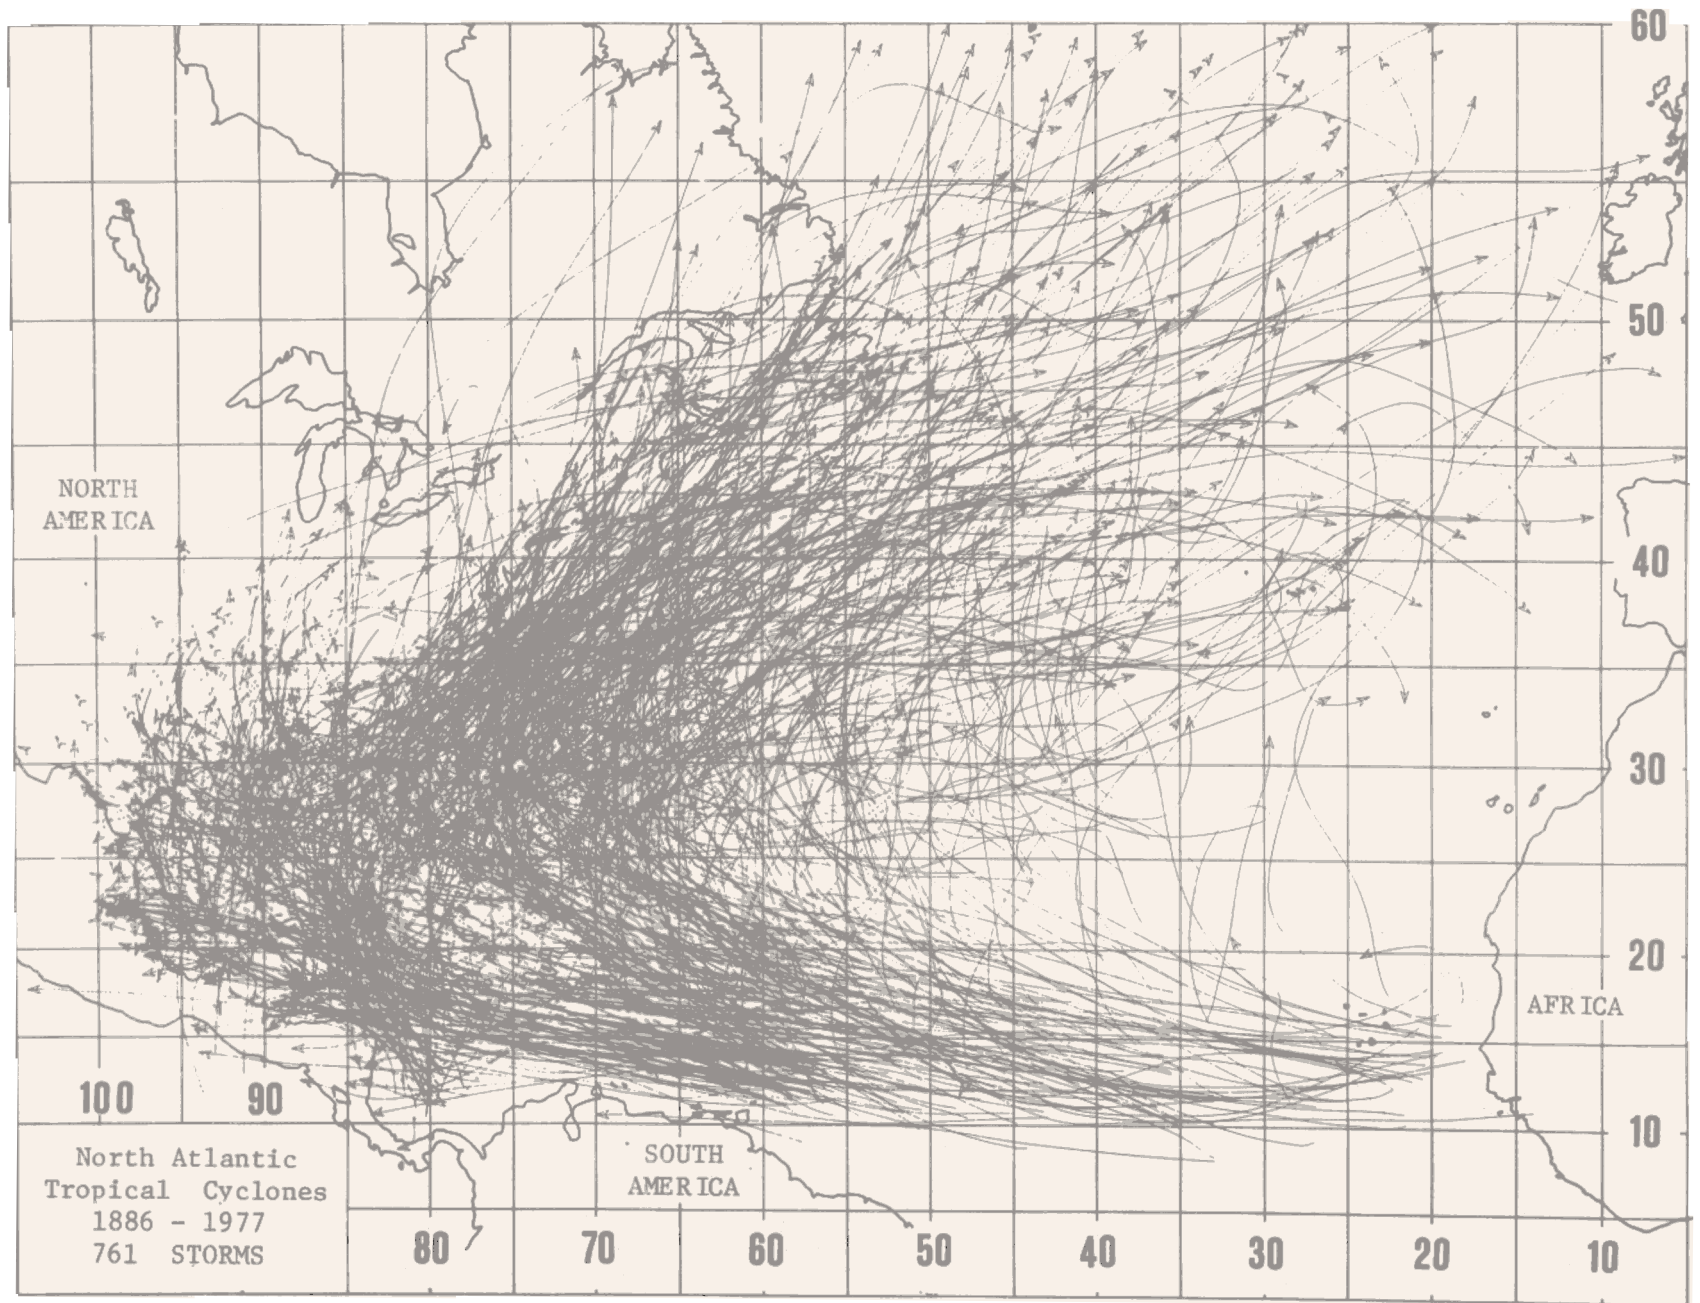 60
50
NORTH
AMERICA
40
30
20
AFRICA
100 90
10
North Atlantic
Tropical Cyclones
1886 - 1977
761 STORMS
SOUTH
AMERICA
80 70 60 50 40 30 20 10